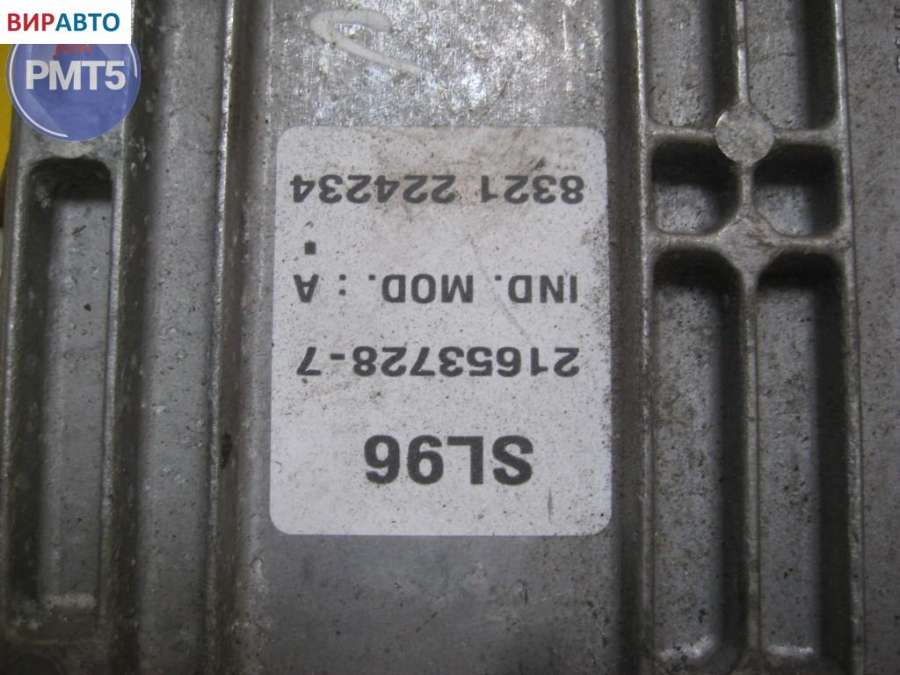 ВИРАВТО
PMT5
SL96
21653728-7
IND. MOD. : A
8321 224234